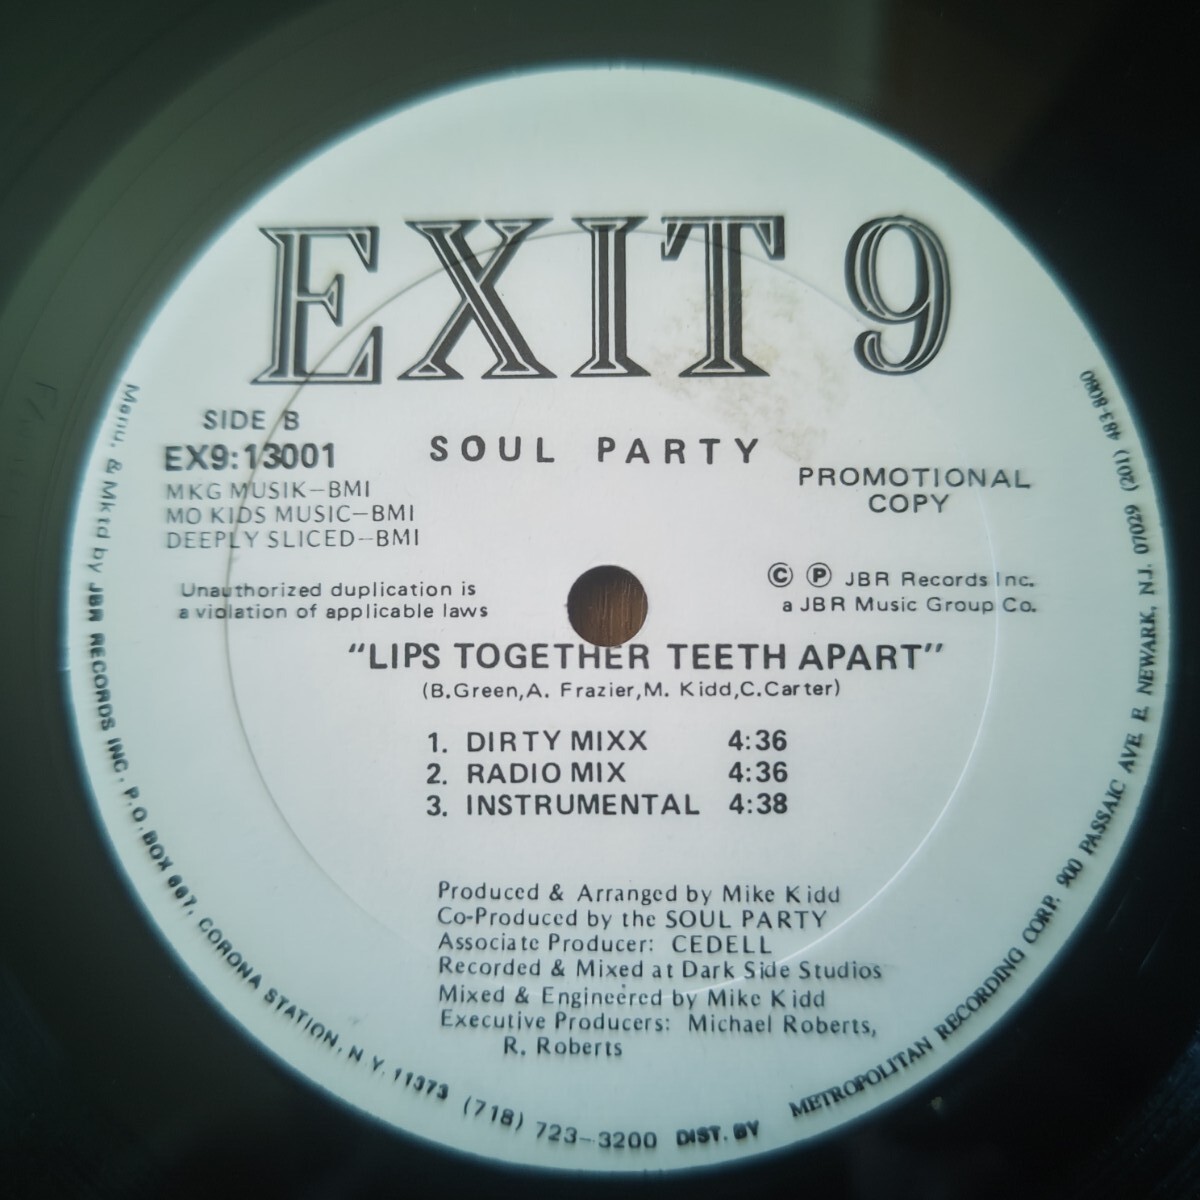 EXIT 9
SIDE B
EX9:13001
MKG MUSIK—BMI
MO KIDS MUSIC—BMI
DEEPLY SLICED—BMI
SOUL PARTY
PROMOTIONAL
COPY
Unauthorized duplication is
a violation of applicable laws
Ⓒ Ⓟ JBR Records Inc.
a JBR Music Group Co.
"LIPS TOGETHER TEETH APART"
(B.Green,A. Frazier,M. Kidd,C.Carter)
1. DIRTY MIXX 4:36
2. RADIO MIX 4:36
3. INSTRUMENTAL 4:38
Produced & Arranged by Mike Kidd
Co-Produced by the SOUL PARTY
Associate Producer: CEDELL
Recorded & Mixed at Dark Side Studios
Mixed & Engineered by Mike Kidd
Executive Producers: Michael Roberts,
R. Roberts
Manu, & Mktd by JBR RECORDS INC. P.O. BOX 667, CORONA STATION, N.Y. 11373 (718) 723-3200 DIST. BY METROPOLITAN RECORDING CORP. 900 PASSAIC AVE E. NEWARK, N.J. 07029 (201) 483-8080